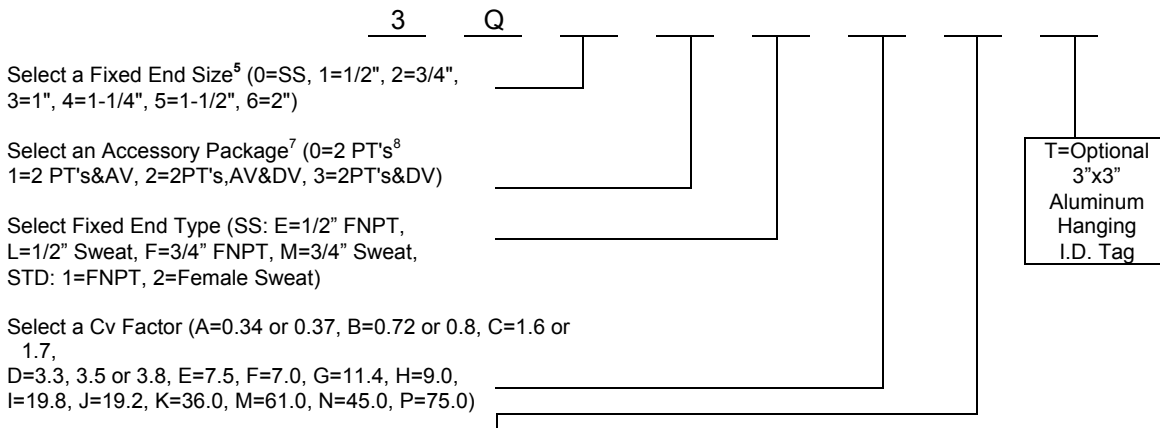 3 Q
Select a Fixed End Size⁵ (0=SS, 1=1/2", 2=3/4",
3=1", 4=1-1/4", 5=1-1/2", 6=2")
Select an Accessory Package⁷ (0=2 PT's⁸
1=2 PT's&AV, 2=2PT's,AV&DV, 3=2PT's&DV)
Select Fixed End Type (SS: E=1/2” FNPT,
L=1/2” Sweat, F=3/4” FNPT, M=3/4” Sweat,
STD: 1=FNPT, 2=Female Sweat)
Select a Cv Factor (A=0.34 or 0.37, B=0.72 or 0.8, C=1.6 or
1.7,
D=3.3, 3.5 or 3.8, E=7.5, F=7.0, G=11.4, H=9.0,
I=19.8, J=19.2, K=36.0, M=61.0, N=45.0, P=75.0)
T=Optional
3”x3”
Aluminum
Hanging
I.D. Tag